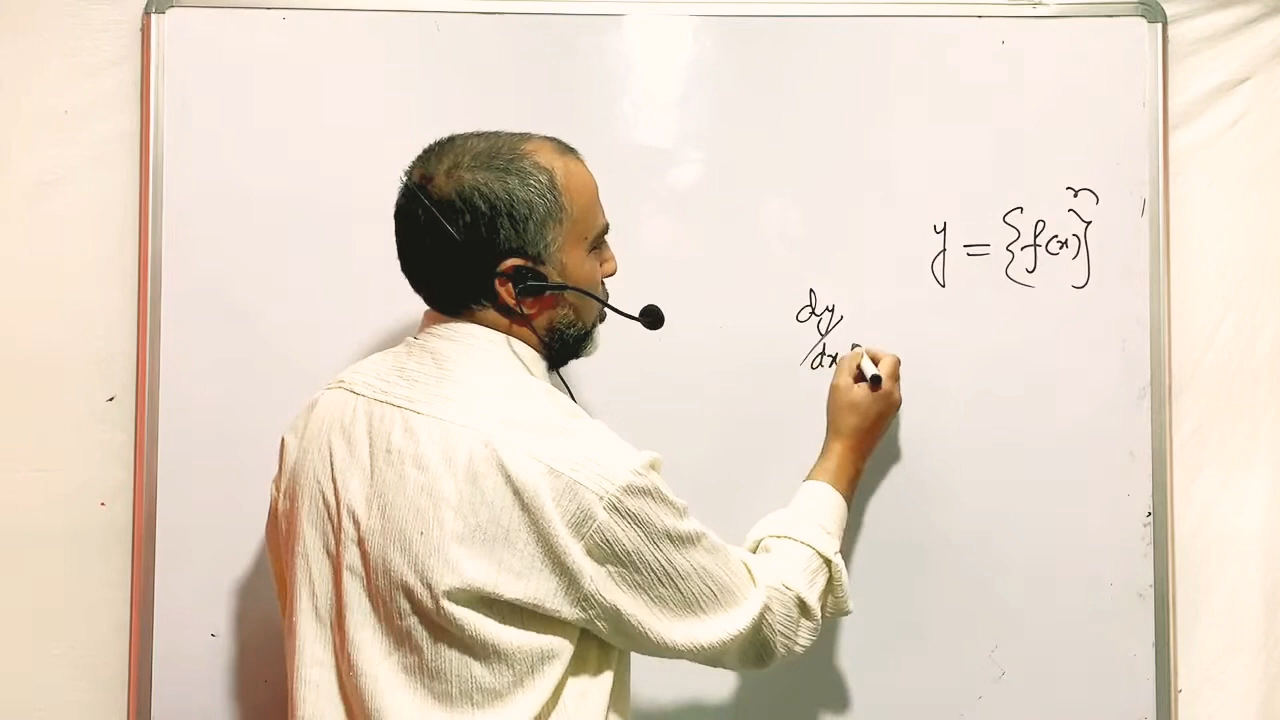 y = {f(x)}ⁿ
dy/dx